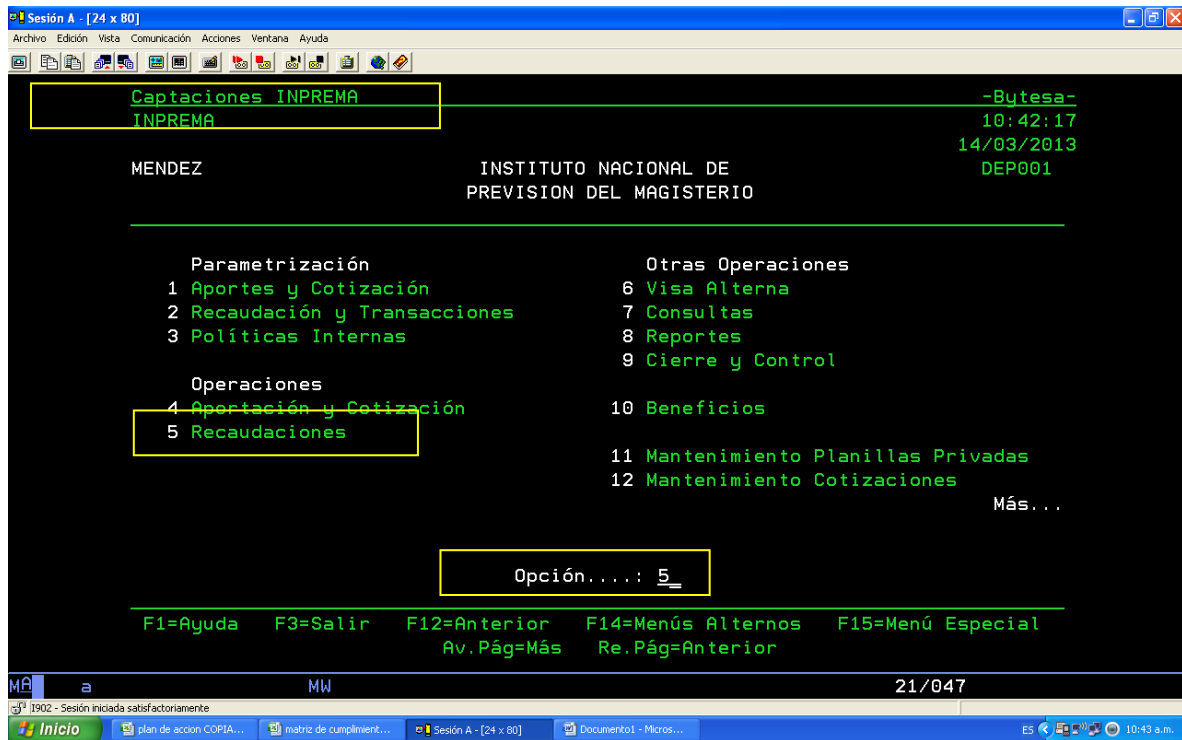 Sesión A - [24 x 80]
Archivo Edición Vista Comunicación Acciones Ventana Ayuda
Captaciones INPREMA -Bytesa-
INPREMA 10:42:17
14/03/2013
MENDEZ INSTITUTO NACIONAL DE DEP001
PREVISION DEL MAGISTERIO
Parametrización Otras Operaciones
1 Aportes y Cotización 6 Visa Alterna
2 Recaudación y Transacciones 7 Consultas
3 Políticas Internas 8 Reportes
9 Cierre y Control
Operaciones
4 Aportación y Cotización 10 Beneficios
5 Recaudaciones
11 Mantenimiento Planillas Privadas
12 Mantenimiento Cotizaciones
Más...
Opción....: 5_
F1=Ayuda F3=Salir F12=Anterior F14=Menús Alternos F15=Menú Especial
Av.Pág=Más Re.Pág=Anterior
MA a MW 21/047
I902 - Sesión iniciada satisfactoriamente
Inicio plan de accion COPIA... matriz de cumplimient... Sesión A - [24 x 80] Documento1 - Micros... ES 10:43 a.m.